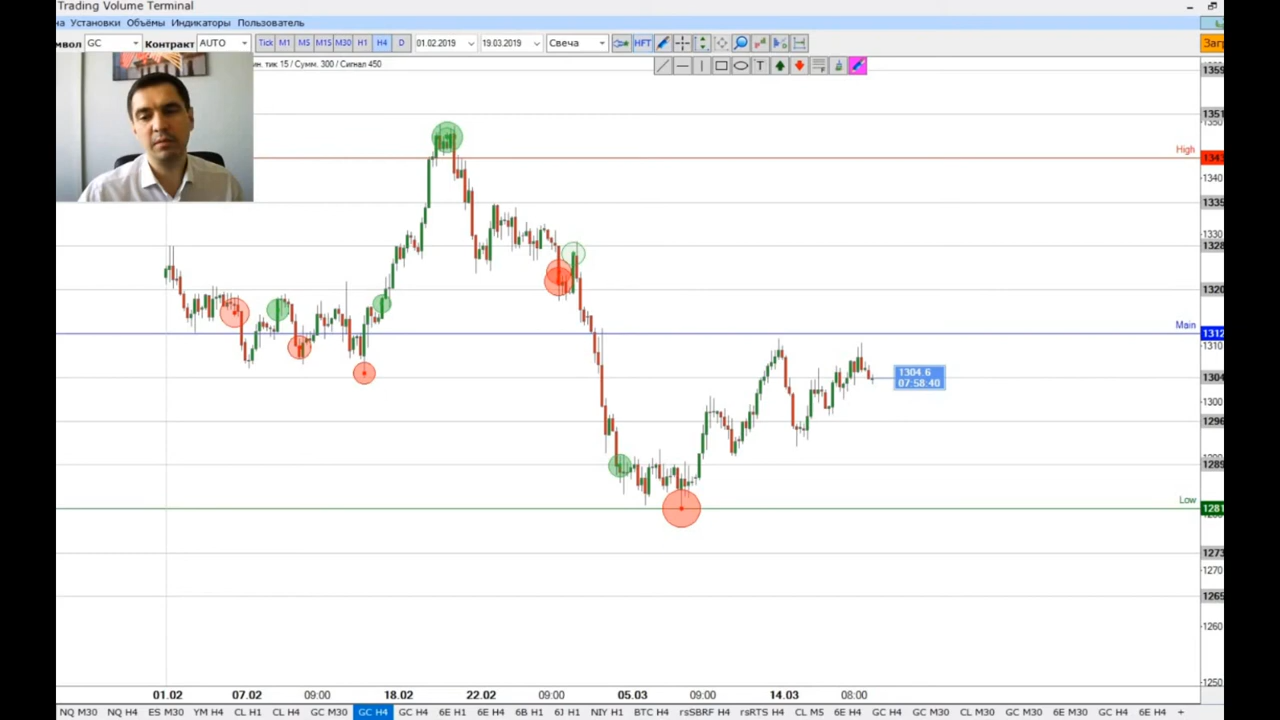 Trading Volume Terminal
на Установки Объёмы Индикаторы Пользователь
мвол GC Контракт AUTO Tick M1 M5 M15 M30 H1 H4 D 01.02.2019 19.03.2019 Свеча HFT Загр
ин. тик 15 / Сумм. 300 / Сигнал 450
T
1359
1351
1350
High
1343
1340
1335
1330
1328
1320
Main
1312
1310
1304.6
07:58:40
1304
1300
1296
1289
Low
1281
1273
1270
1265
1260
1250
01.02 07.02 09:00 18.02 22.02 09:00 05.03 09:00 14.03 08:00
NQ M30 NQ H4 ES M30 YM H4 CL H1 CL H4 GC M30 GC H4 GC H4 6E H1 6E H4 6B H1 6J H1 NIY H1 BTC H4 rsSBRF H4 rsRTS H4 CL M5 6E H4 GC H4 GC M30 CL M30 GC M30 6E M30 GC H4 6E H4 +